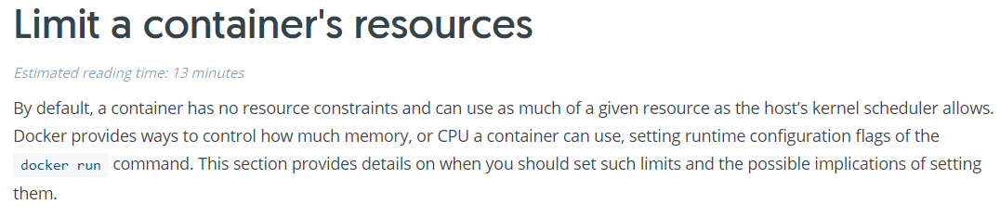 Limit a container's resources
Estimated reading time: 13 minutes
By default, a container has no resource constraints and can use as much of a given resource as the host’s kernel scheduler allows.
Docker provides ways to control how much memory, or CPU a container can use, setting runtime configuration flags of the
docker run command. This section provides details on when you should set such limits and the possible implications of setting
them.